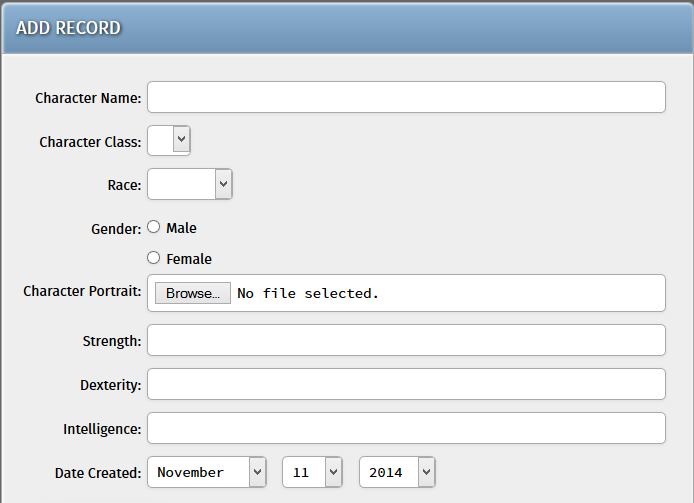 ADD RECORD
Character Name:
Character Class:
Race:
Gender: Male
Female
Character Portrait: Browse... No file selected.
Strength:
Dexterity:
Intelligence:
Date Created: November 11 2014